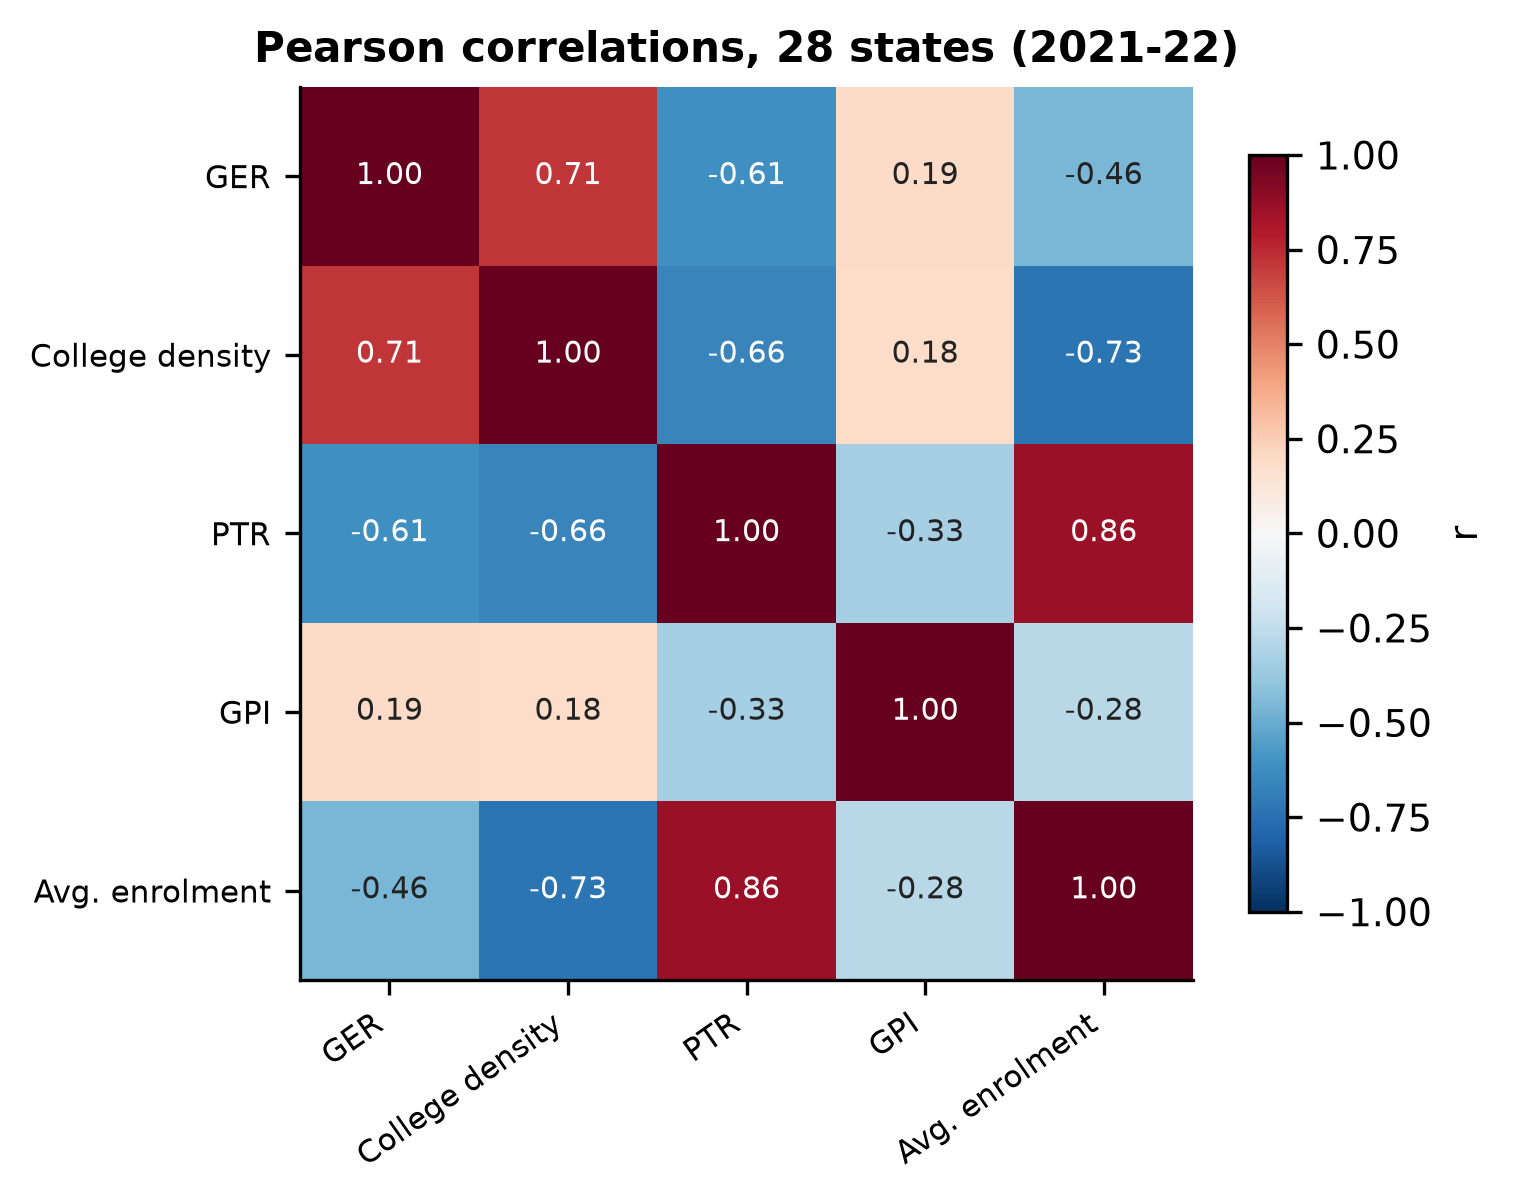 Pearson correlations, 28 states (2021-22)
GER 1.00 0.71 -0.61 0.19 -0.46
College density 0.71 1.00 -0.66 0.18 -0.73
PTR -0.61 -0.66 1.00 -0.33 0.86
GPI 0.19 0.18 -0.33 1.00 -0.28
Avg. enrolment -0.46 -0.73 0.86 -0.28 1.00
GER
College density
PTR
GPI
Avg. enrolment
1.00
0.75
0.50
0.25
0.00
−0.25
−0.50
−0.75
−1.00
r